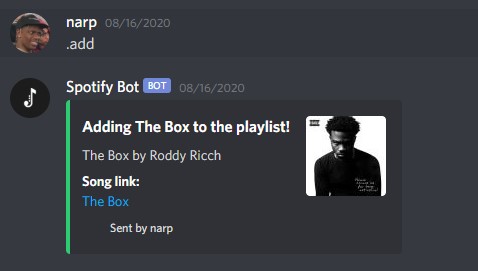 narp 08/16/2020
.add
Spotify Bot BOT 08/16/2020
Adding The Box to the playlist!
The Box by Roddy Ricch
Song link:
The Box
Sent by narp